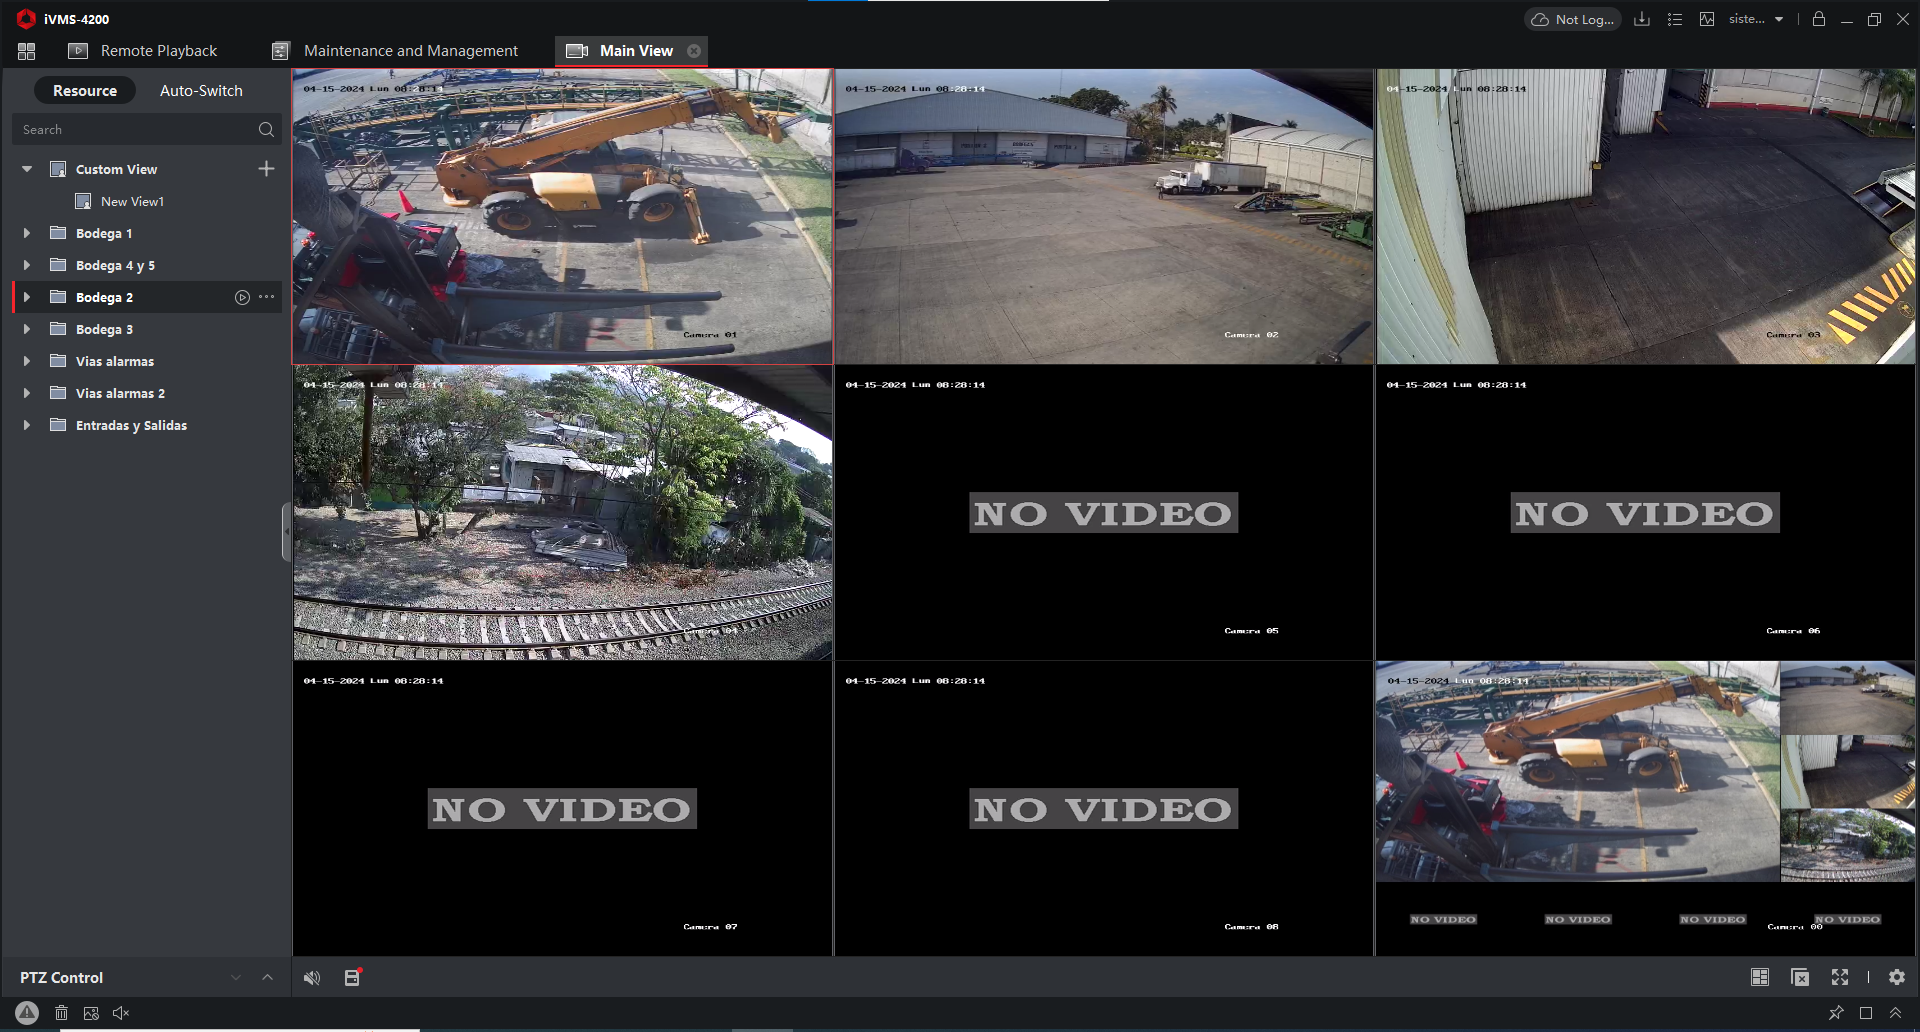 iVMS-4200
Not Log...
siste...
Remote Playback
Maintenance and Management
Main View
Resource
Auto-Switch
Search
Custom View
New View1
Bodega 1
Bodega 4 y 5
Bodega 2
Bodega 3
Vias alarmas
Vias alarmas 2
Entradas y Salidas
PTZ Control
04-15-2024 Lun 08:28:14
Camera 01
04-15-2024 Lun 08:28:14
Camera 02
04-15-2024 Lun 08:28:14
Camera 03
04-15-2024 Lun 08:28:14
Camera 04
04-15-2024 Lun 08:28:14
NO VIDEO
Camera 05
04-15-2024 Lun 08:28:14
NO VIDEO
Camera 06
04-15-2024 Lun 08:28:14
NO VIDEO
Camera 07
04-15-2024 Lun 08:28:14
NO VIDEO
Camera 08
04-15-2024 Lun 08:28:14
NO VIDEO
NO VIDEO
NO VIDEO
NO VIDEO
Camera 00